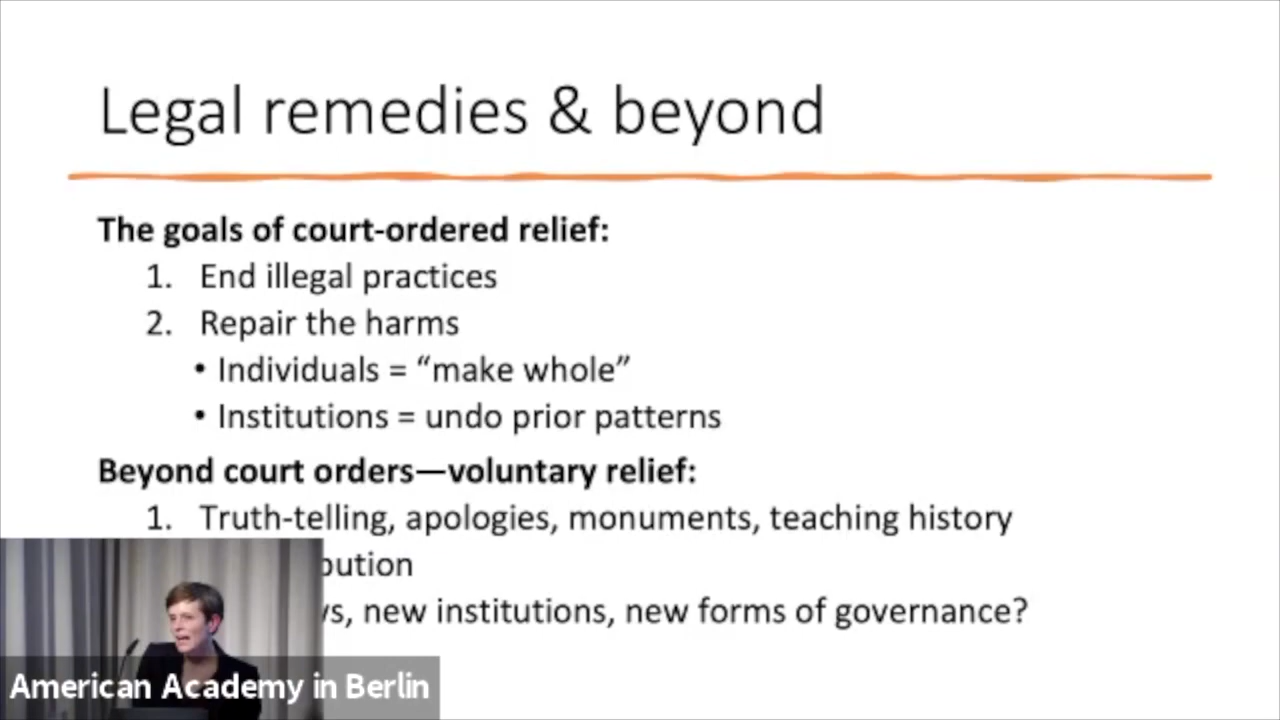 Legal remedies & beyond
The goals of court-ordered relief:
1. End illegal practices
2. Repair the harms
• Individuals = “make whole”
• Institutions = undo prior patterns
Beyond court orders—voluntary relief:
1. Truth-telling, apologies, monuments, teaching history
new institutions, new forms of governance?
American Academy in Berlin